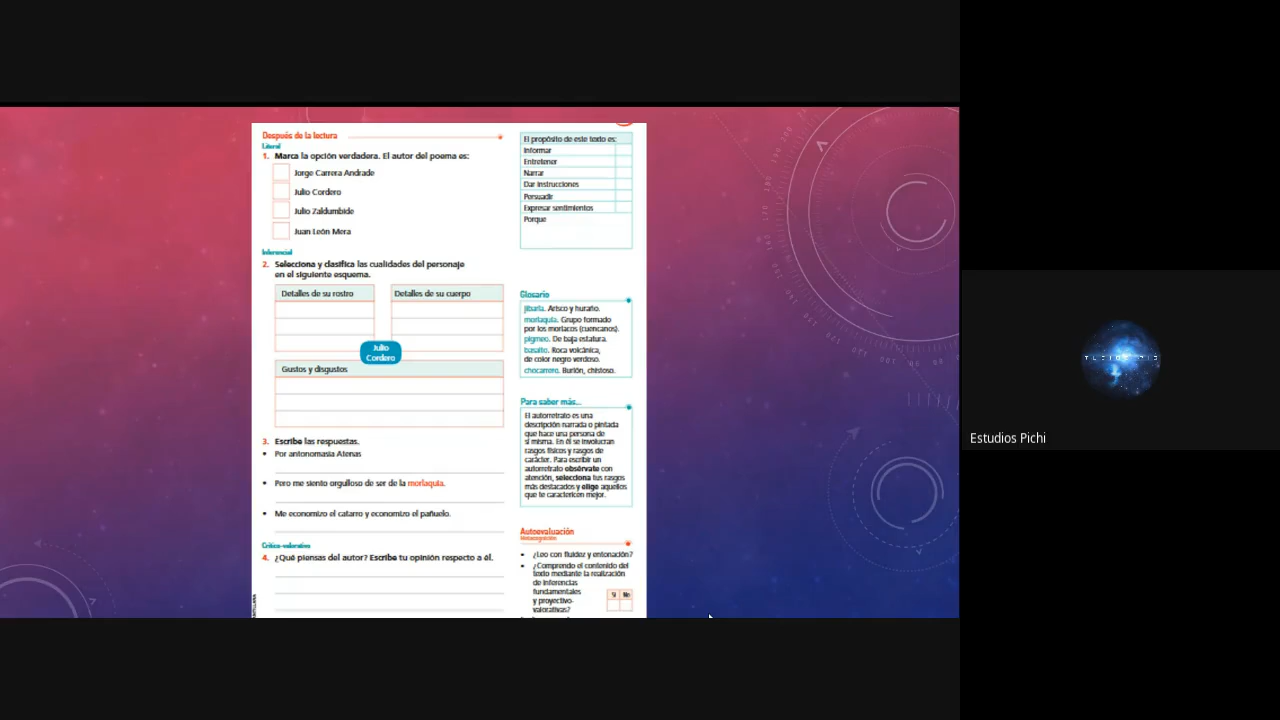 Después de la lectura
Literal
1. Marca la opción verdadera. El autor del poema es:
Jorge Carrera Andrade
Julio Cordero
Julio Zaldumbide
Juan León Mera
Inferencial
2. Selecciona y clasifica las cualidades del personaje
en el siguiente esquema.
Detalles de su rostro
Detalles de su cuerpo
Julio
Cordero
Gustos y disgustos
3. Escribe las respuestas.
• Por antonomasia Atenas
• Pero me siento orgulloso de ser de la morlaquía.
• Me economizo el catarro y economizo el pañuelo.
Crítico-valorativo
4. ¿Qué piensas del autor? Escribe tu opinión respecto a él.
El propósito de este texto es:
Informar
Entretener
Narrar
Dar instrucciones
Persuadir
Expresar sentimientos
Porque
Glosario
jibaría. Arisco y huraño.
morlaquía. Grupo formado
por los morlacos (cuencanos).
pigmeo. De baja estatura.
basalto. Roca volcánica,
de color negro verdoso.
chocarrero. Burlón, chistoso.
Para saber más...
El autorretrato es una
descripción narrada o pintada
que hace una persona de
sí misma. En él se involucran
rasgos físicos y rasgos de
carácter. Para escribir un
autorretrato obsérvate con
atención, selecciona tus rasgos
más destacados y elige aquellos
que te caractericen mejor.
Autoevaluación
Metacognición
• ¿Leo con fluidez y entonación?
• ¿Comprendo el contenido del
texto mediante la realización
de inferencias
fundamentales
y proyectivo-
valorativas?
Sí No
Estudios Pichi